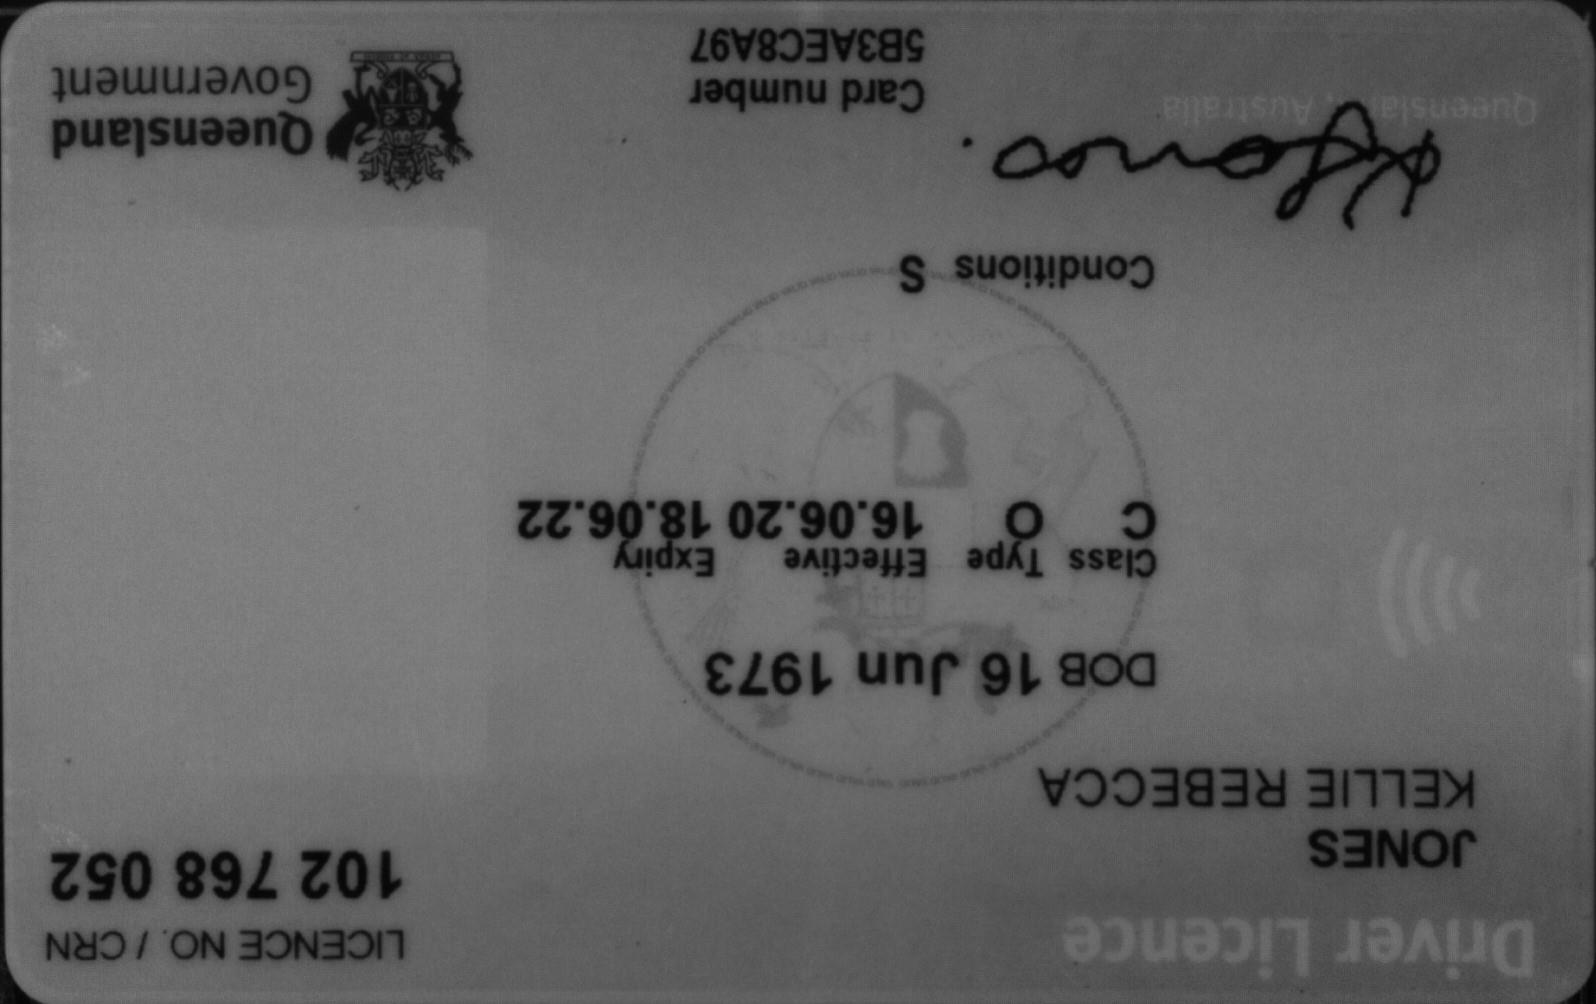 Driver Licence
JONES
KELLIE REBECCA
LICENCE NO. / CRN
102 768 052
DOB 16 Jun 1973
Class Type Effective Expiry
C O 16.06.20 18.06.22
Conditions S
Queensland, Australia
Card number
5B3AEC8A97
Queensland
Government